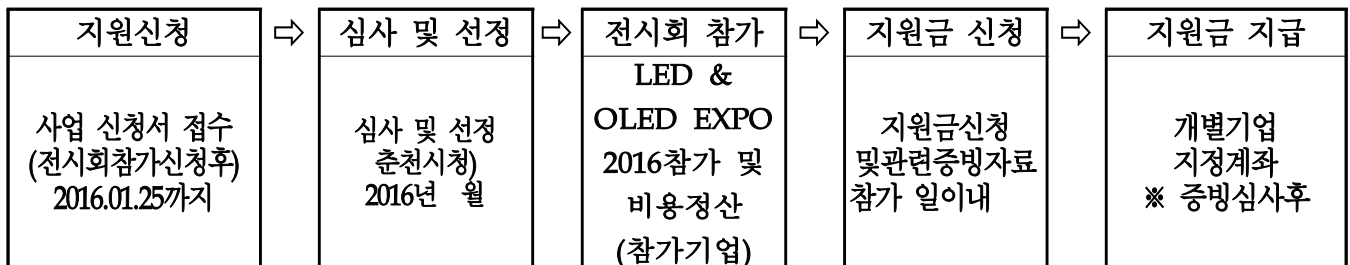 지원신청 ⇨ 심사 및 선정 ⇨ 전시회 참가 ⇨ 지원금 신청 ⇨ 지원금 지급
사업 신청서 접수
(전시회참가신청후)
2016.01.25까지
심사 및 선정
춘천시청)
2016년 월
LED &
OLED EXPO
2016참가 및
비용정산
(참가기업)
지원금신청
및관련증빙자료
참가 일이내
개별기업
지정계좌
※ 증빙심사후